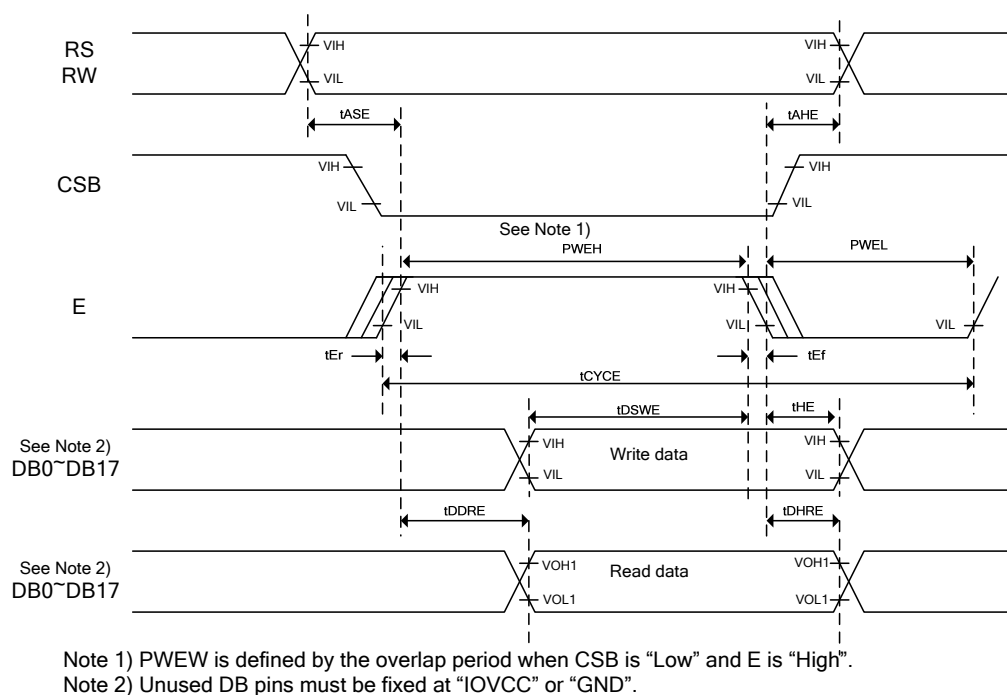 RS
RW
VIH
VIL
VIH
VIL
tASE
tAHE
CSB
VIH
VIL
VIH
VIL
See Note 1)
PWEH
PWEL
E
VIH
VIL
VIH
VIL
VIL
tEr
tEf
tCYCE
tDSWE
tHE
See Note 2)
DB0~DB17
VIH
VIL
Write data
VIH
VIL
tDDRE
tDHRE
See Note 2)
DB0~DB17
VOH1
VOL1
Read data
VOH1
VOL1
Note 1) PWEW is defined by the overlap period when CSB is “Low” and E is “High”.
Note 2) Unused DB pins must be fixed at “IOVCC” or “GND”.